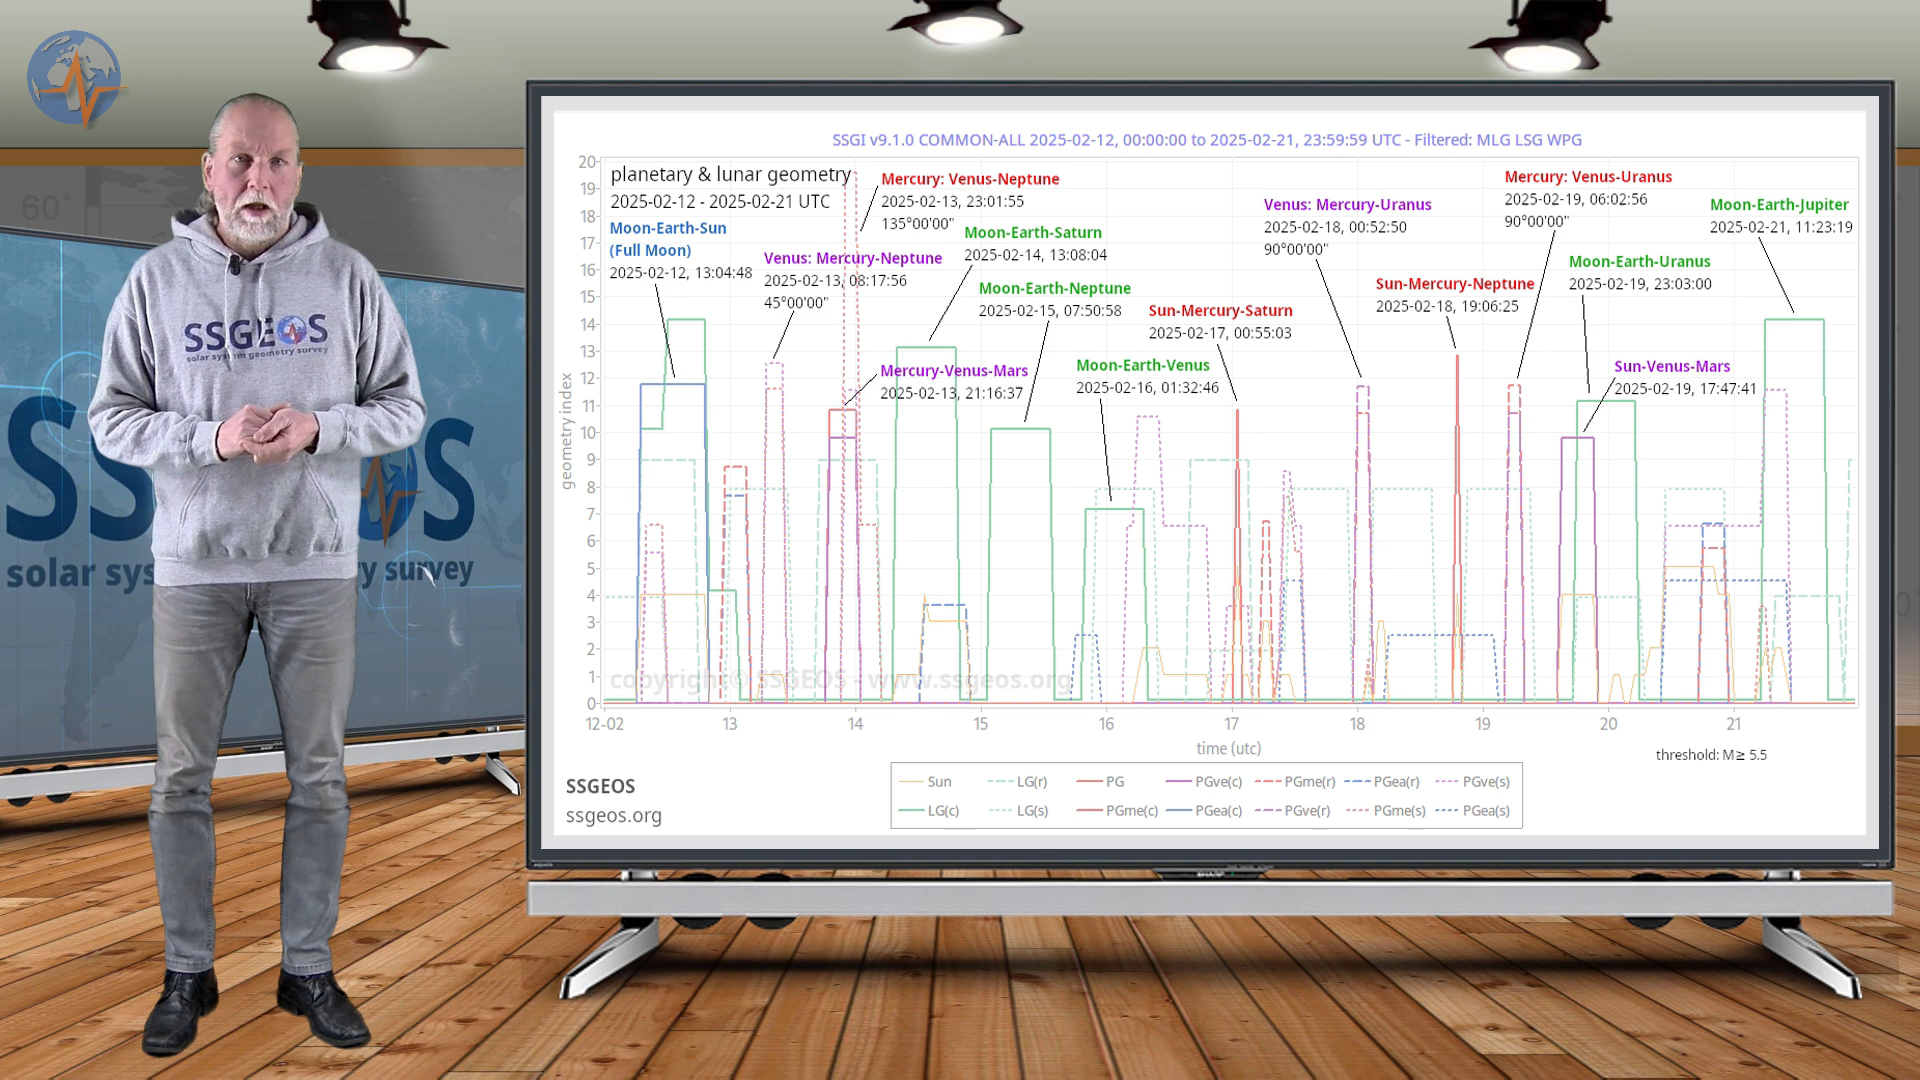 SSGI v9.1.0 COMMON-ALL 2025-02-12, 00:00:00 to 2025-02-21, 23:59:59 UTC - Filtered: MLG LSG WPG
planetary & lunar geometry
2025-02-12 - 2025-02-21 UTC
Moon-Earth-Sun
(Full Moon)
2025-02-12, 13:04:48
Venus: Mercury-Neptune
2025-02-13, 08:17:56
45°00'00"
Mercury: Venus-Neptune
2025-02-13, 23:01:55
135°00'00"
Moon-Earth-Saturn
2025-02-14, 13:08:04
Moon-Earth-Neptune
2025-02-15, 07:50:58
Mercury-Venus-Mars
2025-02-13, 21:16:37
Moon-Earth-Venus
2025-02-16, 01:32:46
Sun-Mercury-Saturn
2025-02-17, 00:55:03
Venus: Mercury-Uranus
2025-02-18, 00:52:50
90°00'00"
Sun-Mercury-Neptune
2025-02-18, 19:06:25
Mercury: Venus-Uranus
2025-02-19, 06:02:56
90°00'00"
Moon-Earth-Uranus
2025-02-19, 23:03:00
Sun-Venus-Mars
2025-02-19, 17:47:41
Moon-Earth-Jupiter
2025-02-21, 11:23:19
20
19
18
17
16
15
14
13
12
11
10
9
8
7
6
5
4
3
2
1
0
geometry index
copyright © SSGEOS - www.ssgeos.org
12-02 13 14 15 16 17 18 19 20 21
time (utc)
threshold: M≥ 5.5
Sun LG(r) PG PGve(c) PGme(r) PGea(r) PGve(s)
LG(c) LG(s) PGme(c) PGea(c) PGve(r) PGme(s) PGea(s)
SSGEOS
ssgeos.org
SSGEOS
solar system geometry survey
60°
SHARP